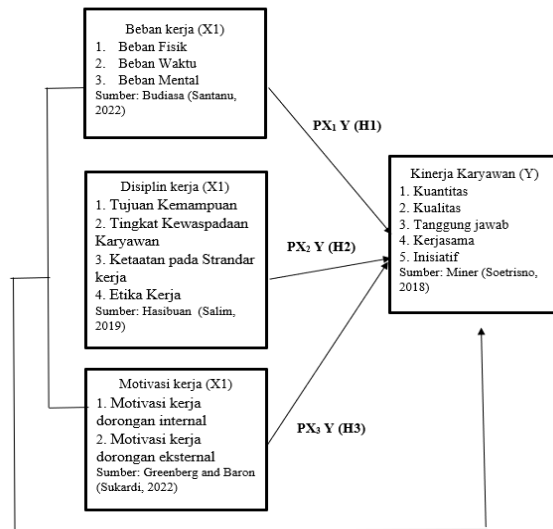 Beban kerja (X1)
1. Beban Fisik
2. Beban Waktu
3. Beban Mental
Sumber: Budiasa (Santanu,
2022)
PX₁ Y (H1)
Disiplin kerja (X1)
1. Tujuan Kemampuan
2. Tingkat Kewaspadaan
Karyawan
3. Ketaatan pada Strandar
kerja
4. Etika Kerja
Sumber: Hasibuan (Salim,
2019)
PX₂ Y (H2)
Motivasi kerja (X1)
1. Motivasi kerja
dorongan internal
2. Motivasi kerja
dorongan eksternal
Sumber: Greenberg and Baron
(Sukardi, 2022)
PX₃ Y (H3)
Kinerja Karyawan (Y)
1. Kuantitas
2. Kualitas
3. Tanggung jawab
4. Kerjasama
5. Inisiatif
Sumber: Miner (Soetrisno,
2018)